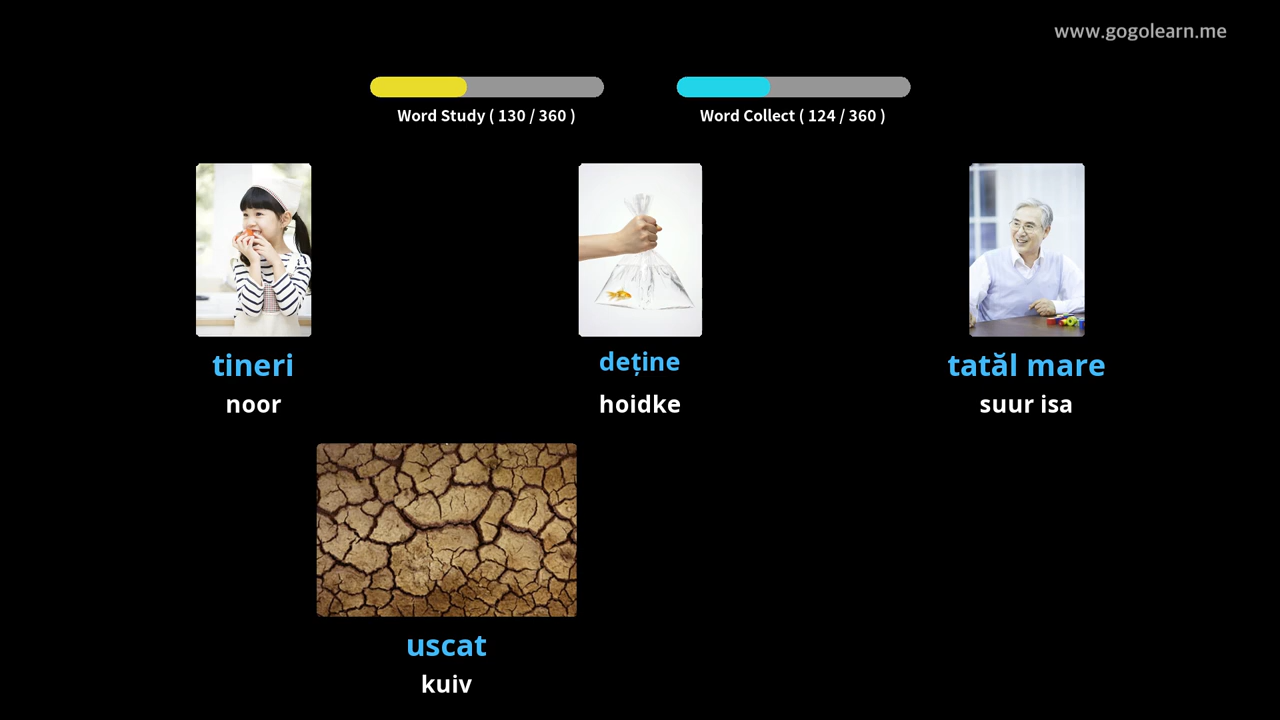 www.gogolearn.me
Word Study ( 130 / 360 )
Word Collect ( 124 / 360 )
tineri
noor
deține
hoidke
tatăl mare
suur isa
uscat
kuiv